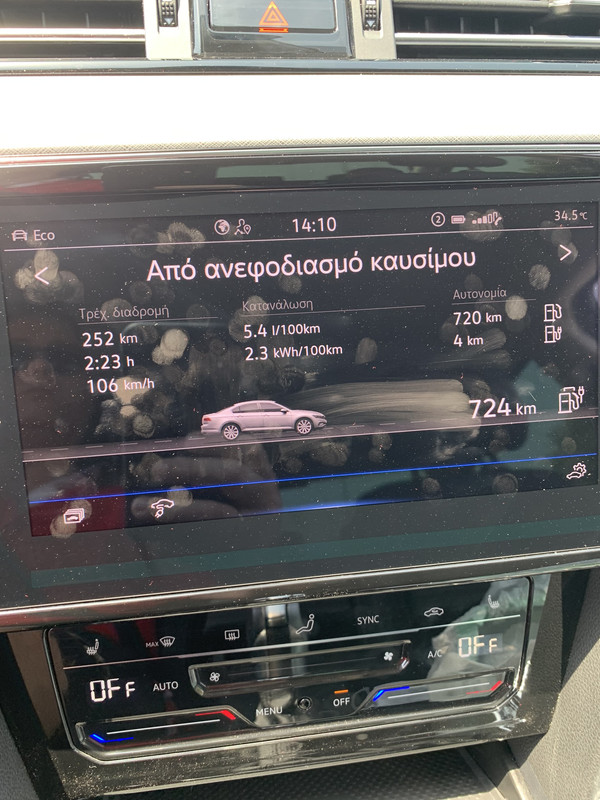 Eco 14:10 2 34.5 °C
Από ανεφοδιασμό καυσίμου
Τρέχ. διαδρομή Κατανάλωση Αυτονομία
252 km 5.4 l/100km 720 km
2:23 h 2.3 kWh/100km 4 km
106 km/h
724 km
MAX SYNC
OFF AUTO A/C OFF
MENU OFF